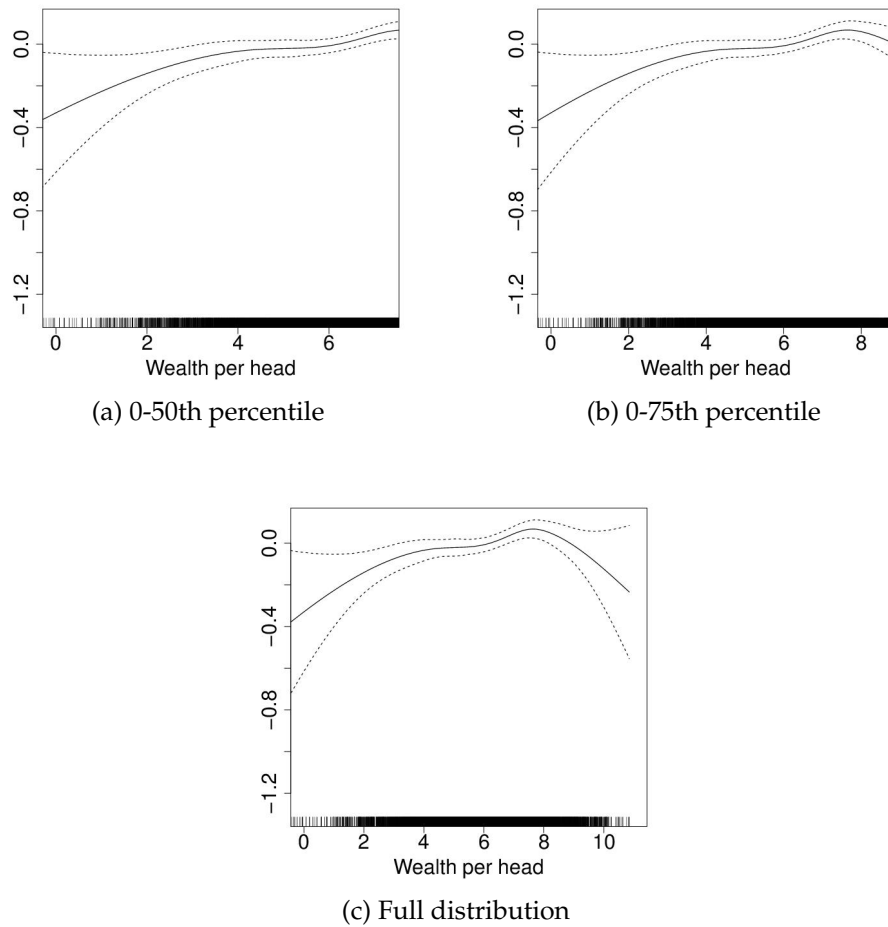 0.0
−0.4
−0.8
−1.2
0 2 4 6
Wealth per head
(a) 0-50th percentile
0.0
−0.4
−0.8
−1.2
0 2 4 6 8
Wealth per head
(b) 0-75th percentile
0.0
−0.4
−0.8
−1.2
0 2 4 6 8 10
Wealth per head
(c) Full distribution